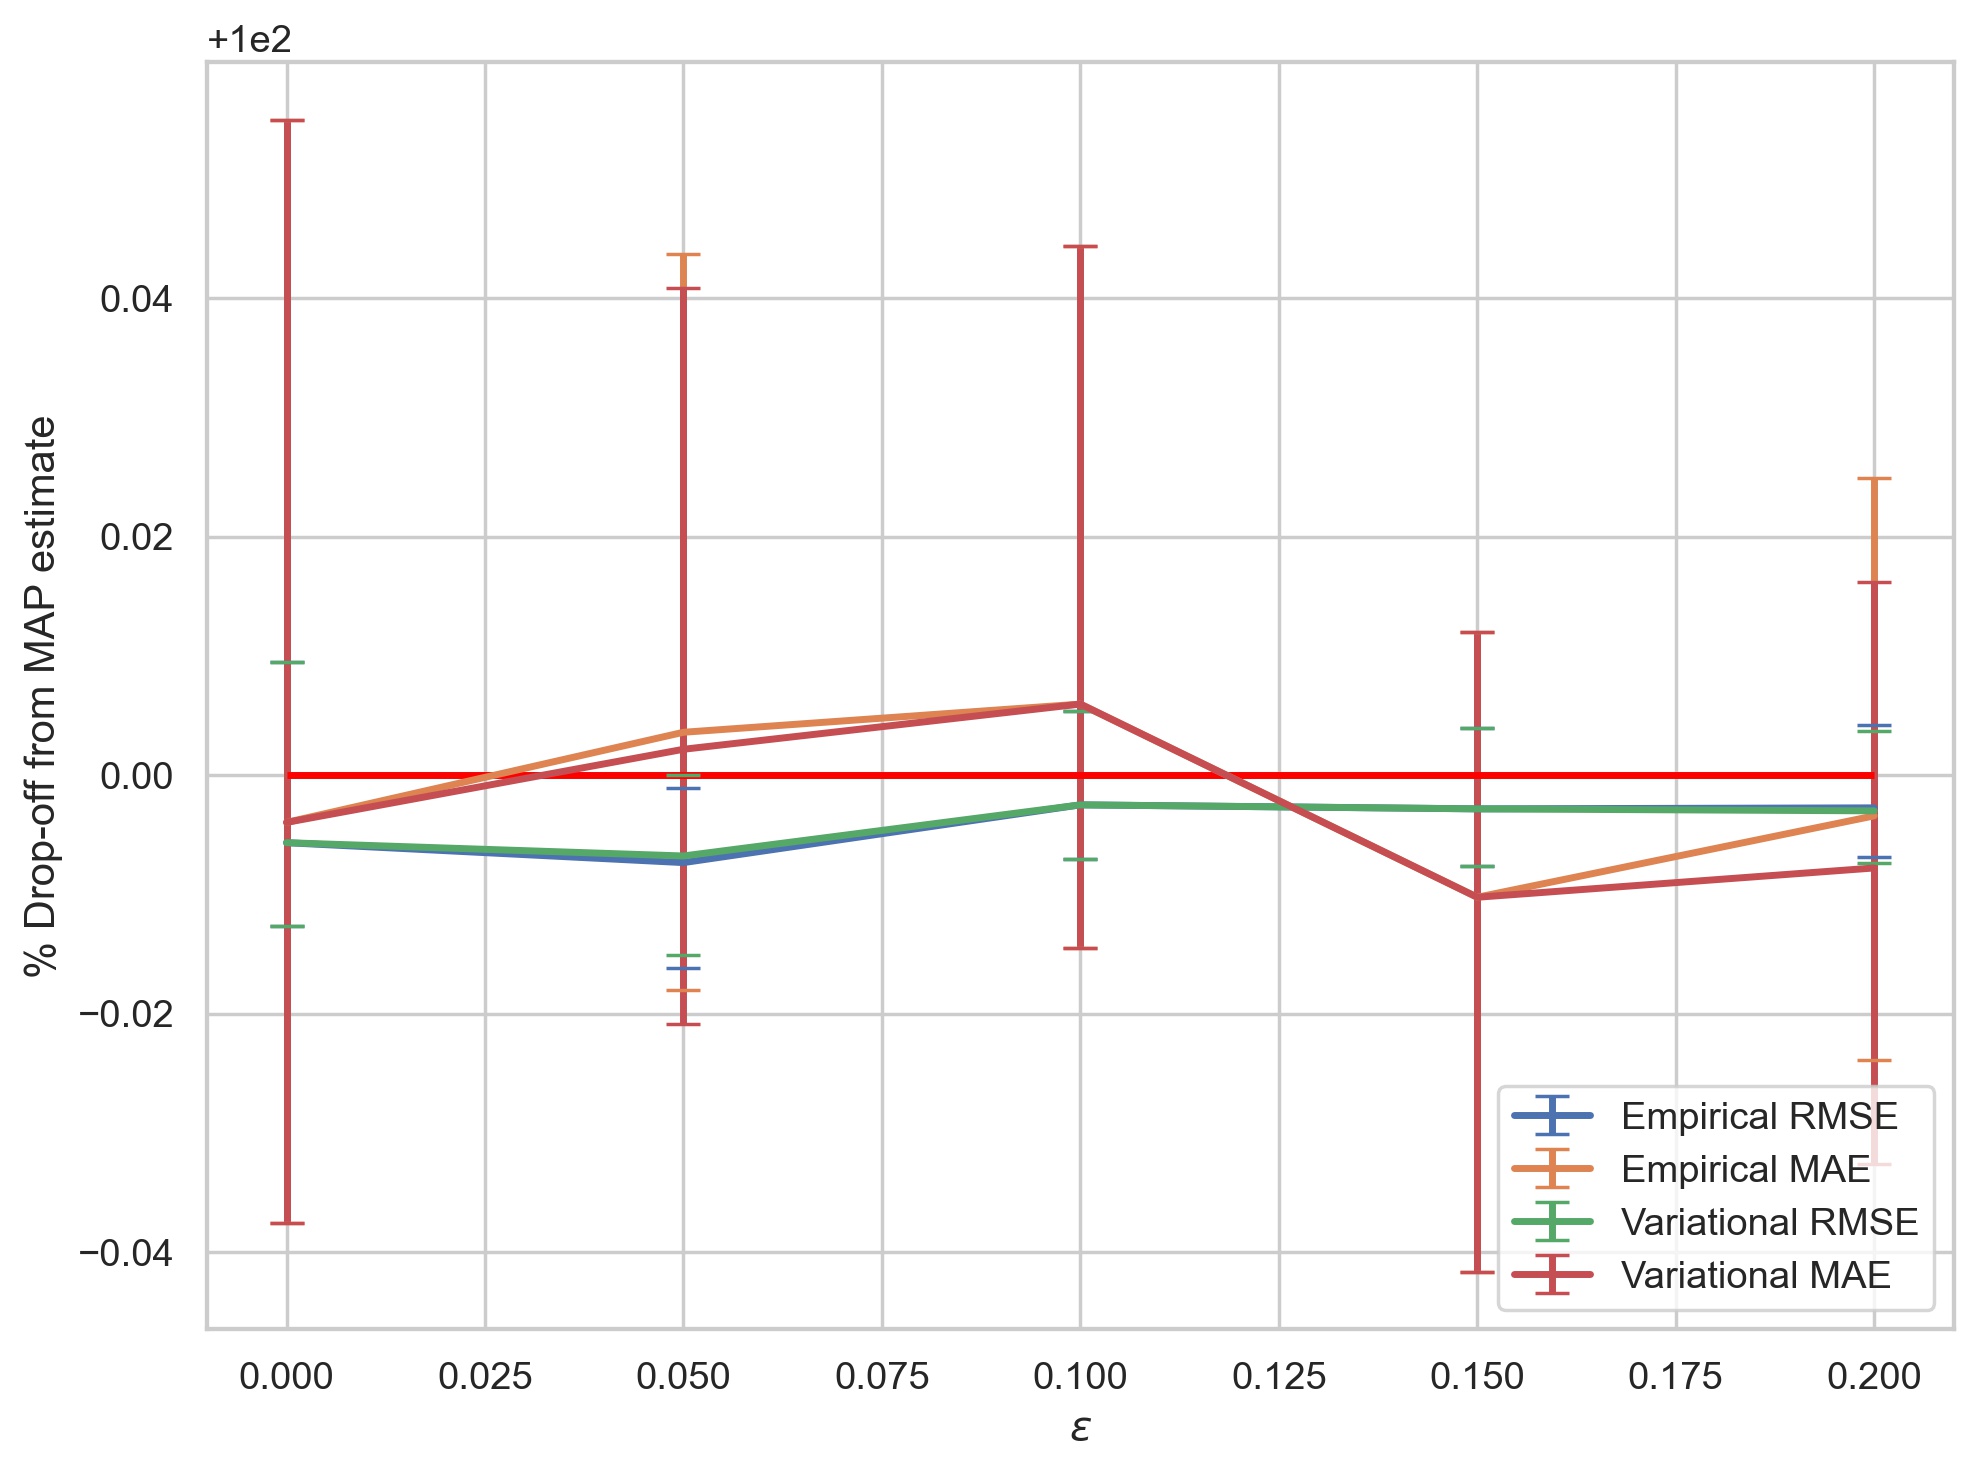 +1e2
% Drop-off from MAP estimate
0.04
0.02
0.00
−0.02
−0.04
Empirical RMSE
Empirical MAE
Variational RMSE
Variational MAE
0.000 0.025 0.050 0.075 0.100 0.125 0.150 0.175 0.200
ε